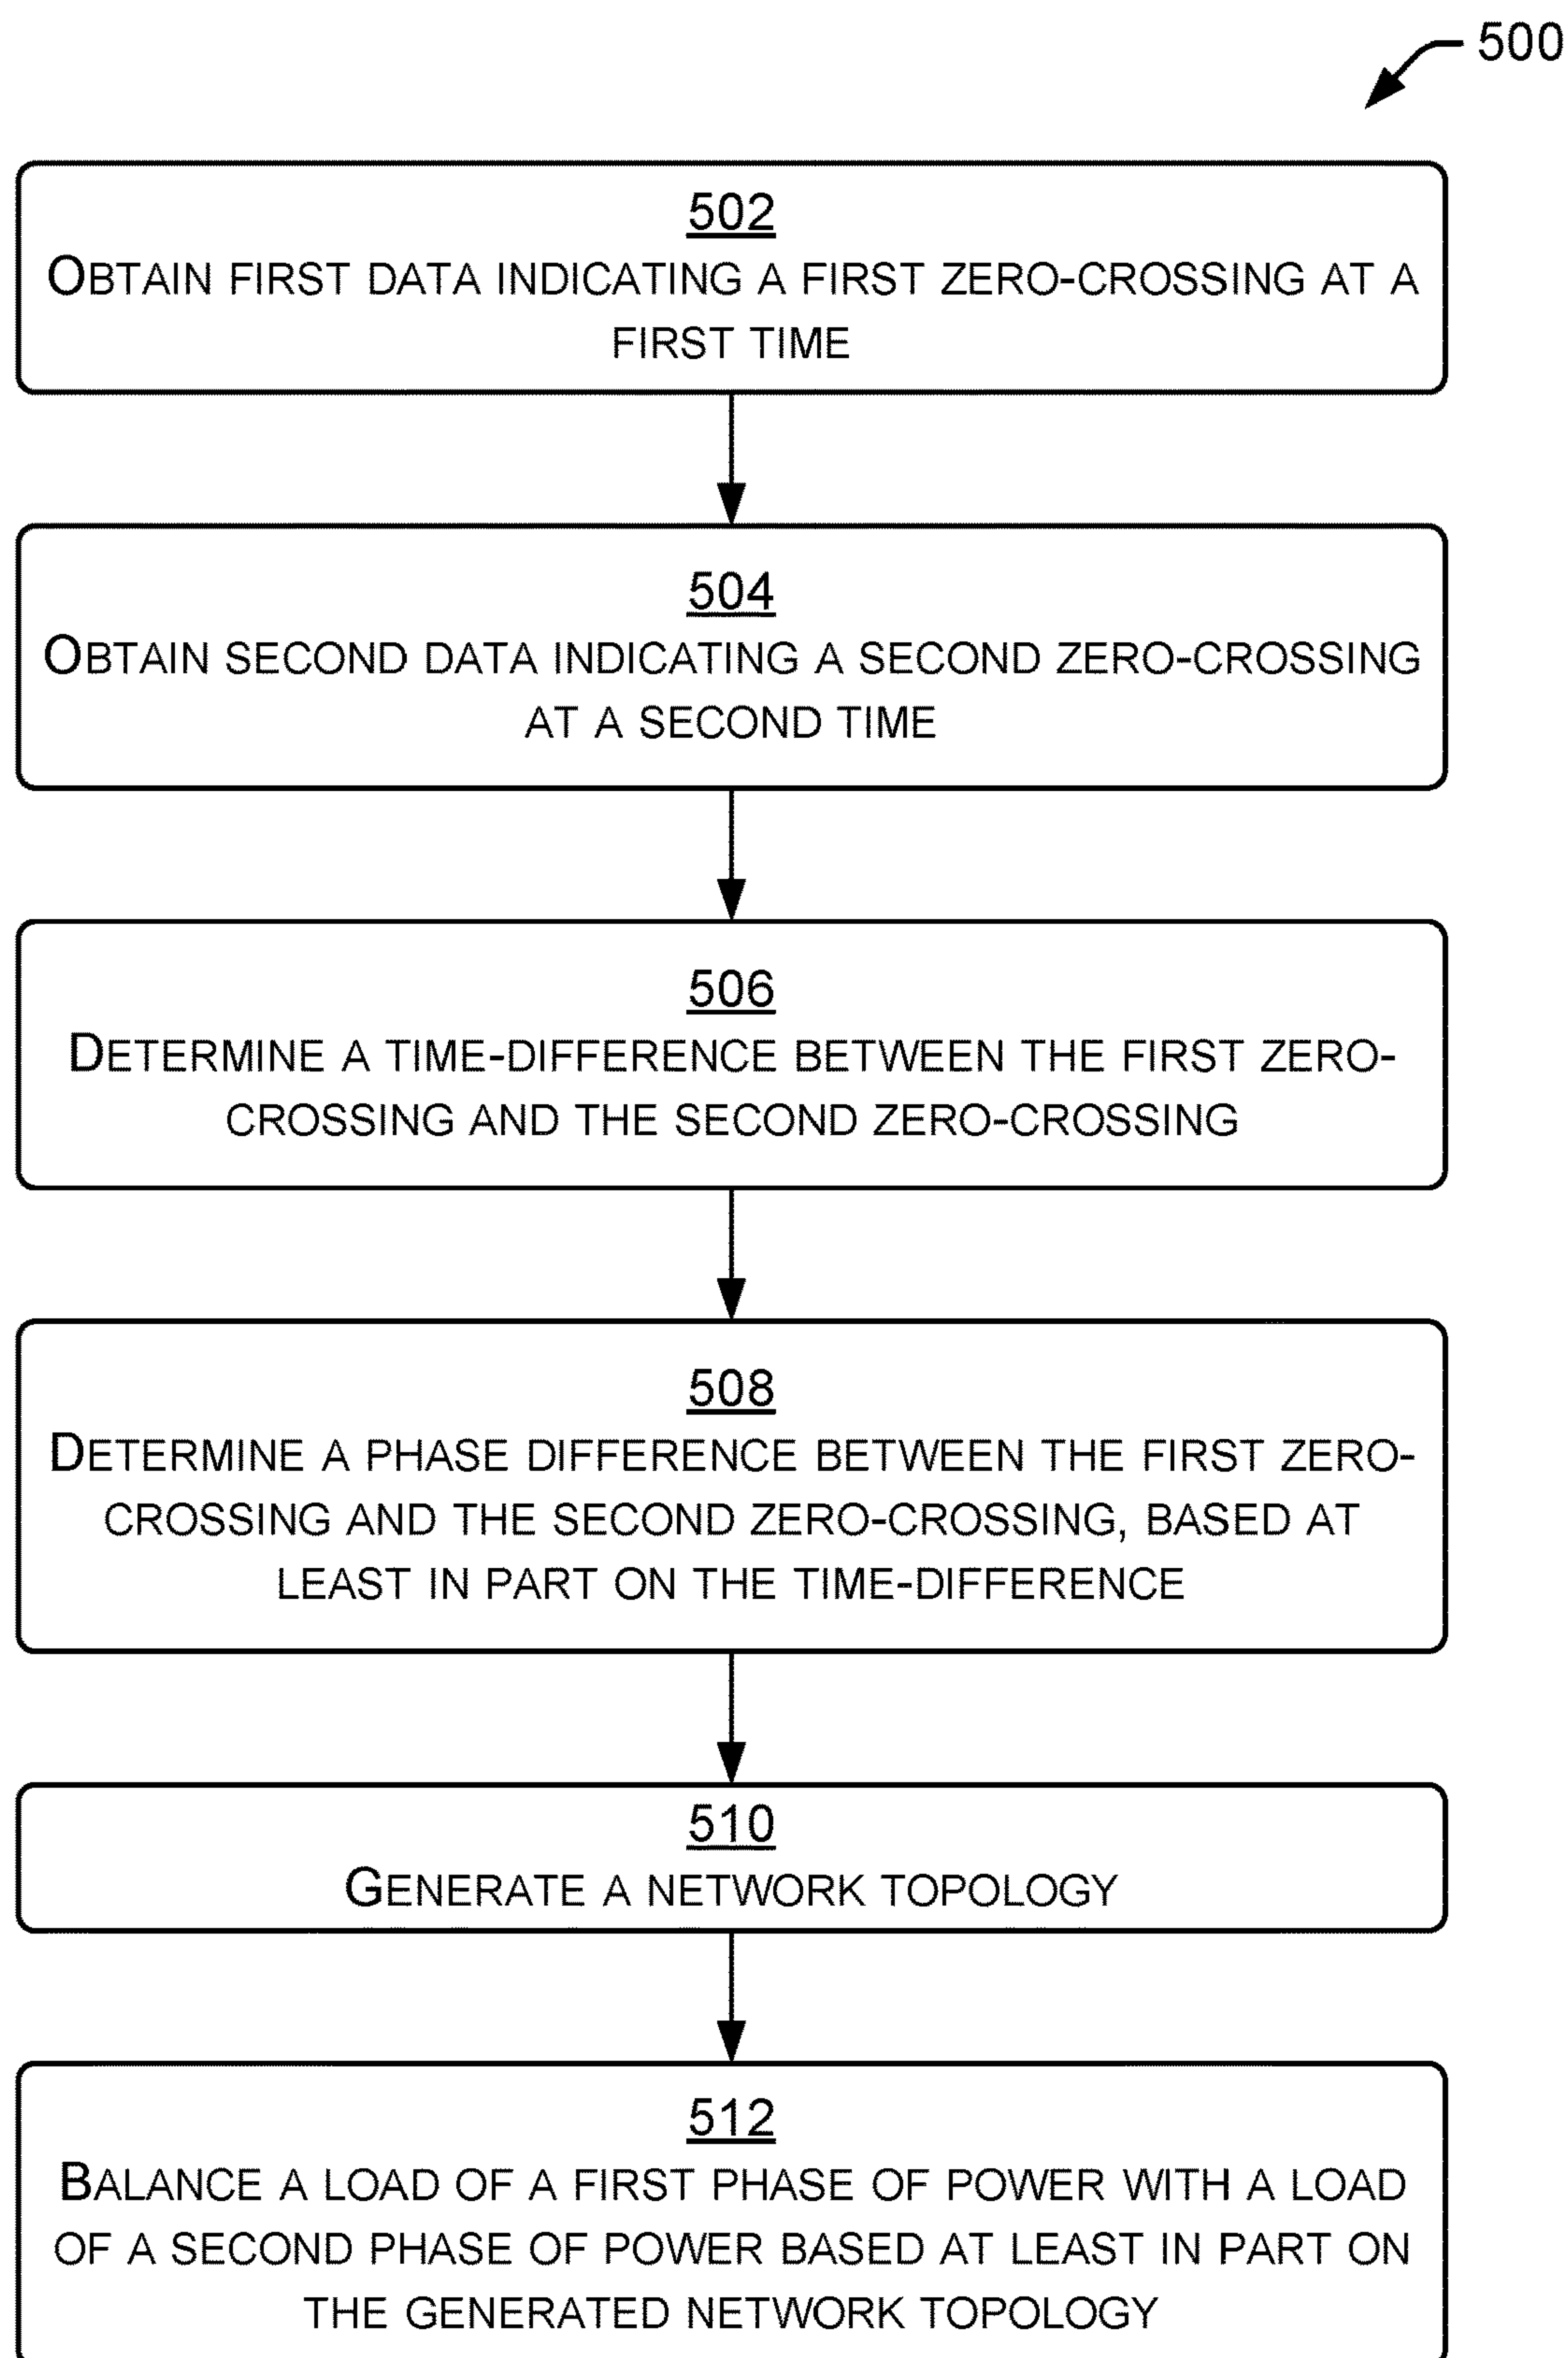 500
502
OBTAIN FIRST DATA INDICATING A FIRST ZERO-CROSSING AT A
FIRST TIME
504
OBTAIN SECOND DATA INDICATING A SECOND ZERO-CROSSING
AT A SECOND TIME
506
DETERMINE A TIME-DIFFERENCE BETWEEN THE FIRST ZERO-
CROSSING AND THE SECOND ZERO-CROSSING
508
DETERMINE A PHASE DIFFERENCE BETWEEN THE FIRST ZERO-
CROSSING AND THE SECOND ZERO-CROSSING, BASED AT
LEAST IN PART ON THE TIME-DIFFERENCE
510
GENERATE A NETWORK TOPOLOGY
512
BALANCE A LOAD OF A FIRST PHASE OF POWER WITH A LOAD
OF A SECOND PHASE OF POWER BASED AT LEAST IN PART ON
THE GENERATED NETWORK TOPOLOGY